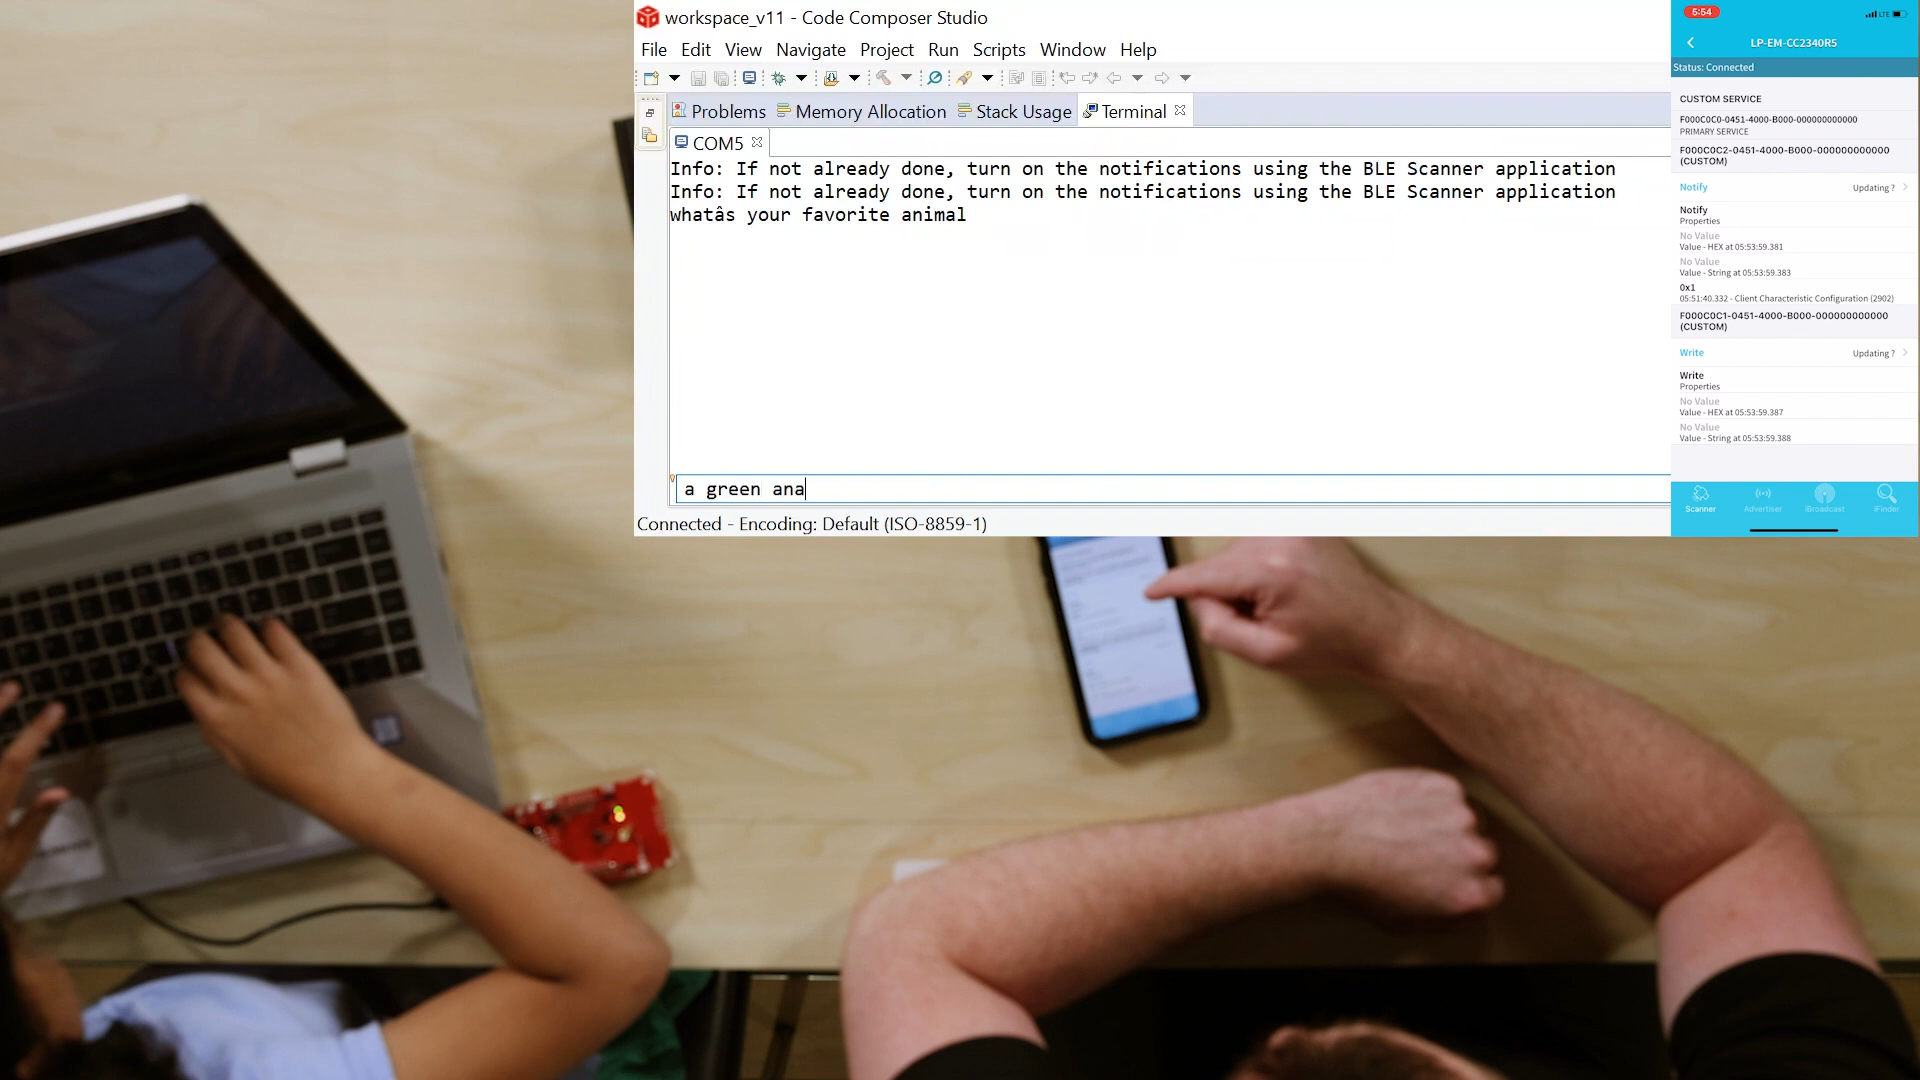 workspace_v11 - Code Composer Studio
File Edit View Navigate Project Run Scripts Window Help
Problems Memory Allocation Stack Usage Terminal
COM5
Info: If not already done, turn on the notifications using the BLE Scanner application
Info: If not already done, turn on the notifications using the BLE Scanner application
whatâs your favorite animal
a green ana
Connected - Encoding: Default (ISO-8859-1)
5:54
LTE
LP-EM-CC2340R5
Status: Connected
CUSTOM SERVICE
F000C0C0-0451-4000-B000-000000000000
PRIMARY SERVICE
F000C0C2-0451-4000-B000-000000000000
(CUSTOM)
Notify Updating ?
Notify
Properties
No Value
Value - HEX at 05:53:59.381
No Value
Value - String at 05:53:59.383
0x1
05:51:40.332 - Client Characteristic Configuration (2902)
F000C0C1-0451-4000-B000-000000000000
(CUSTOM)
Write Updating ?
Write
Properties
No Value
Value - HEX at 05:53:59.387
No Value
Value - String at 05:53:59.388
Scanner Advertiser iBroadcast iFinder